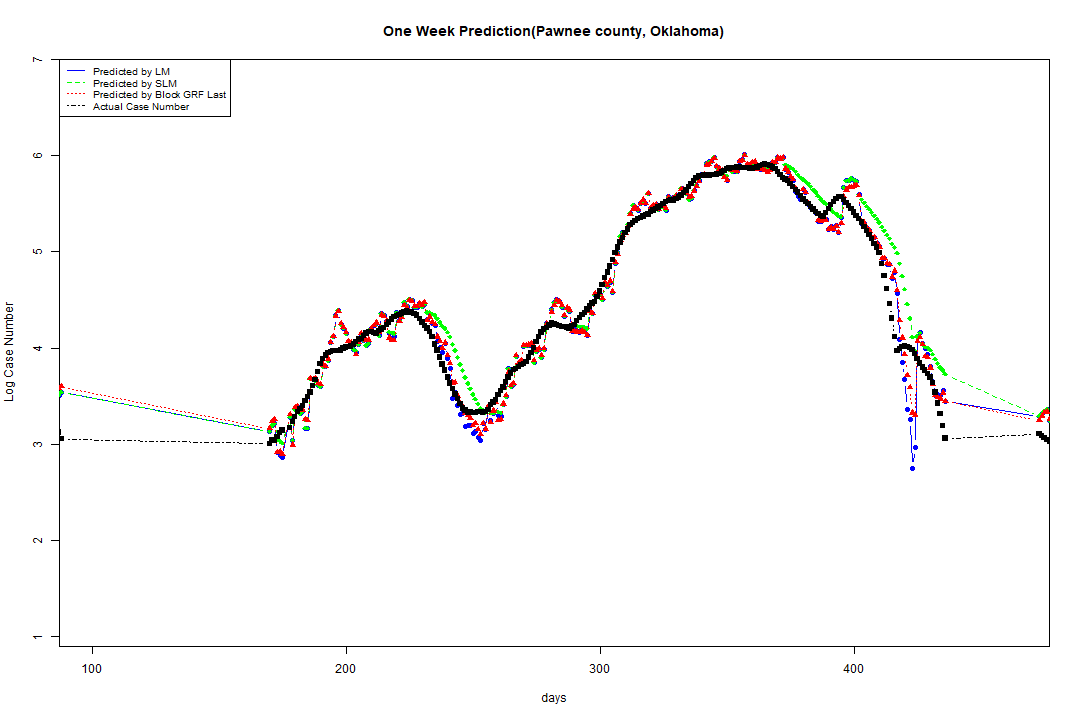 One Week Prediction(Pawnee county, Oklahoma)
Predicted by LM
Predicted by SLM
Predicted by Block GRF Last
Actual Case Number
7
6
5
4
3
2
1
Log Case Number
100 200 300 400
days